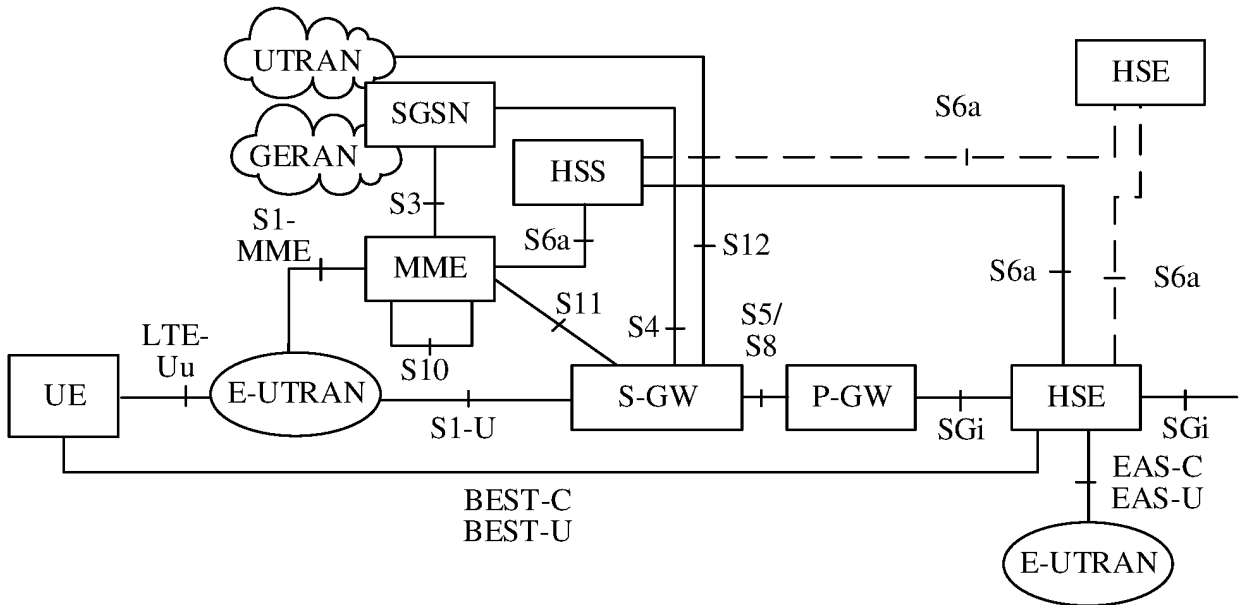 UTRAN
HSE
SGSN
S6a
GERAN
HSS
S3
S1-
MME
S6a
S12
MME
S6a
S6a
S11
S5/
S8
S4
LTE-
Uu
S10
UE
E-UTRAN
S-GW
P-GW
HSE
S1-U
SGi
SGi
EAS-C
EAS-U
BEST-C
BEST-U
E-UTRAN